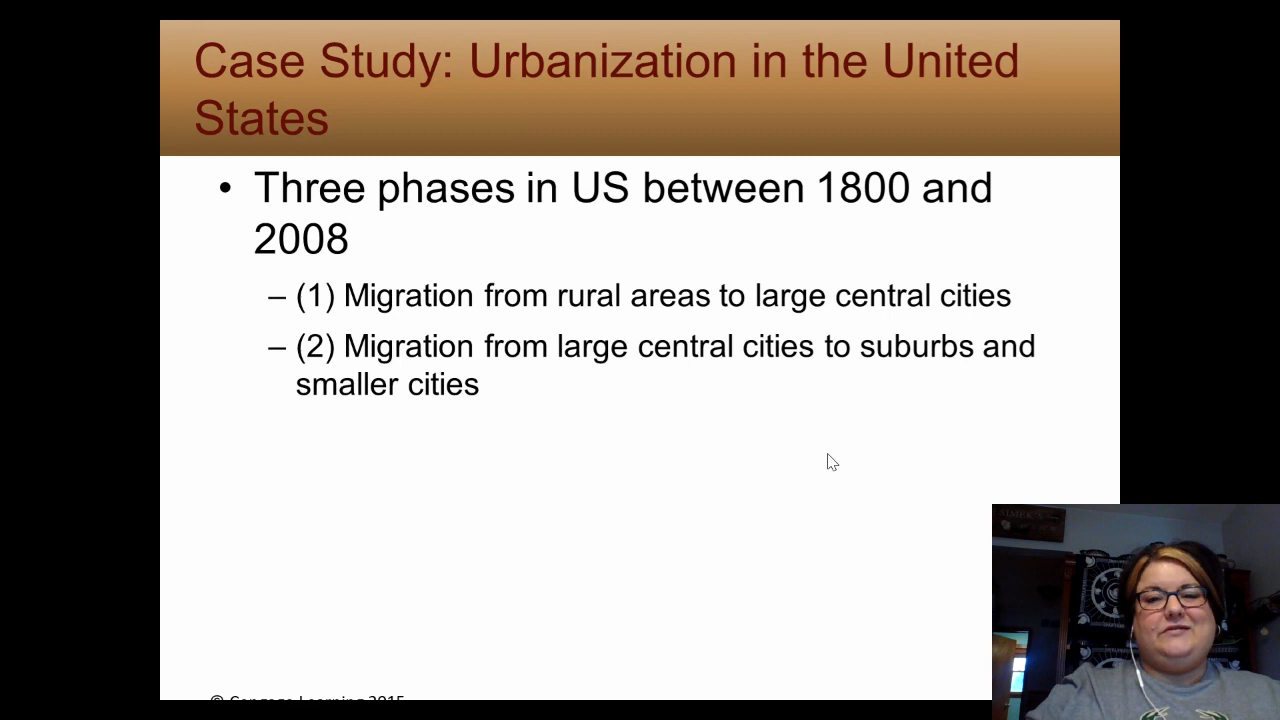 Case Study: Urbanization in the United
States
• Three phases in US between 1800 and
2008
– (1) Migration from rural areas to large central cities
– (2) Migration from large central cities to suburbs and
smaller cities
© Cengage Learning 2015